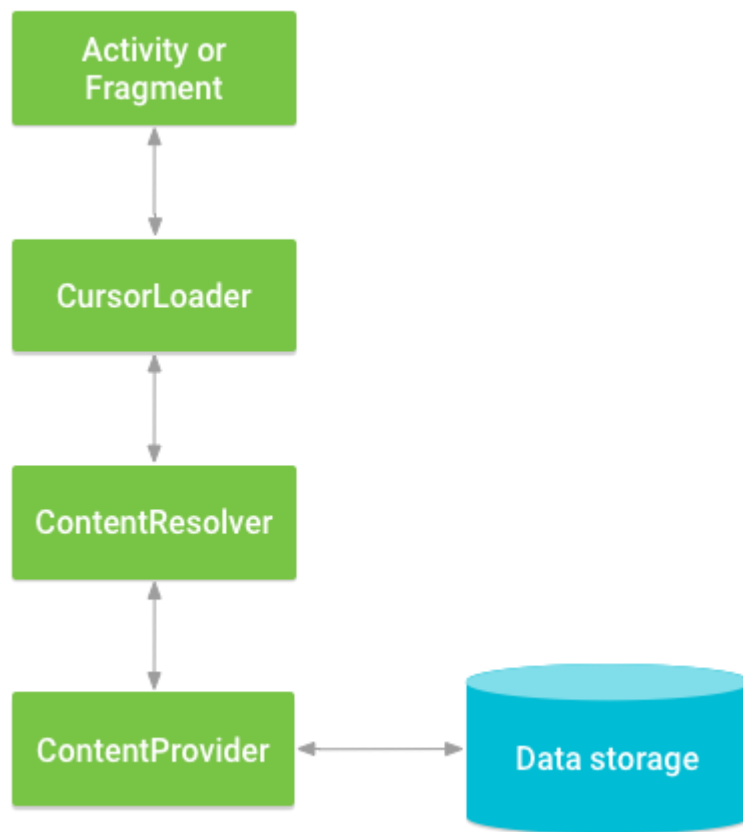 Activity or
Fragment
CursorLoader
ContentResolver
ContentProvider
Data storage